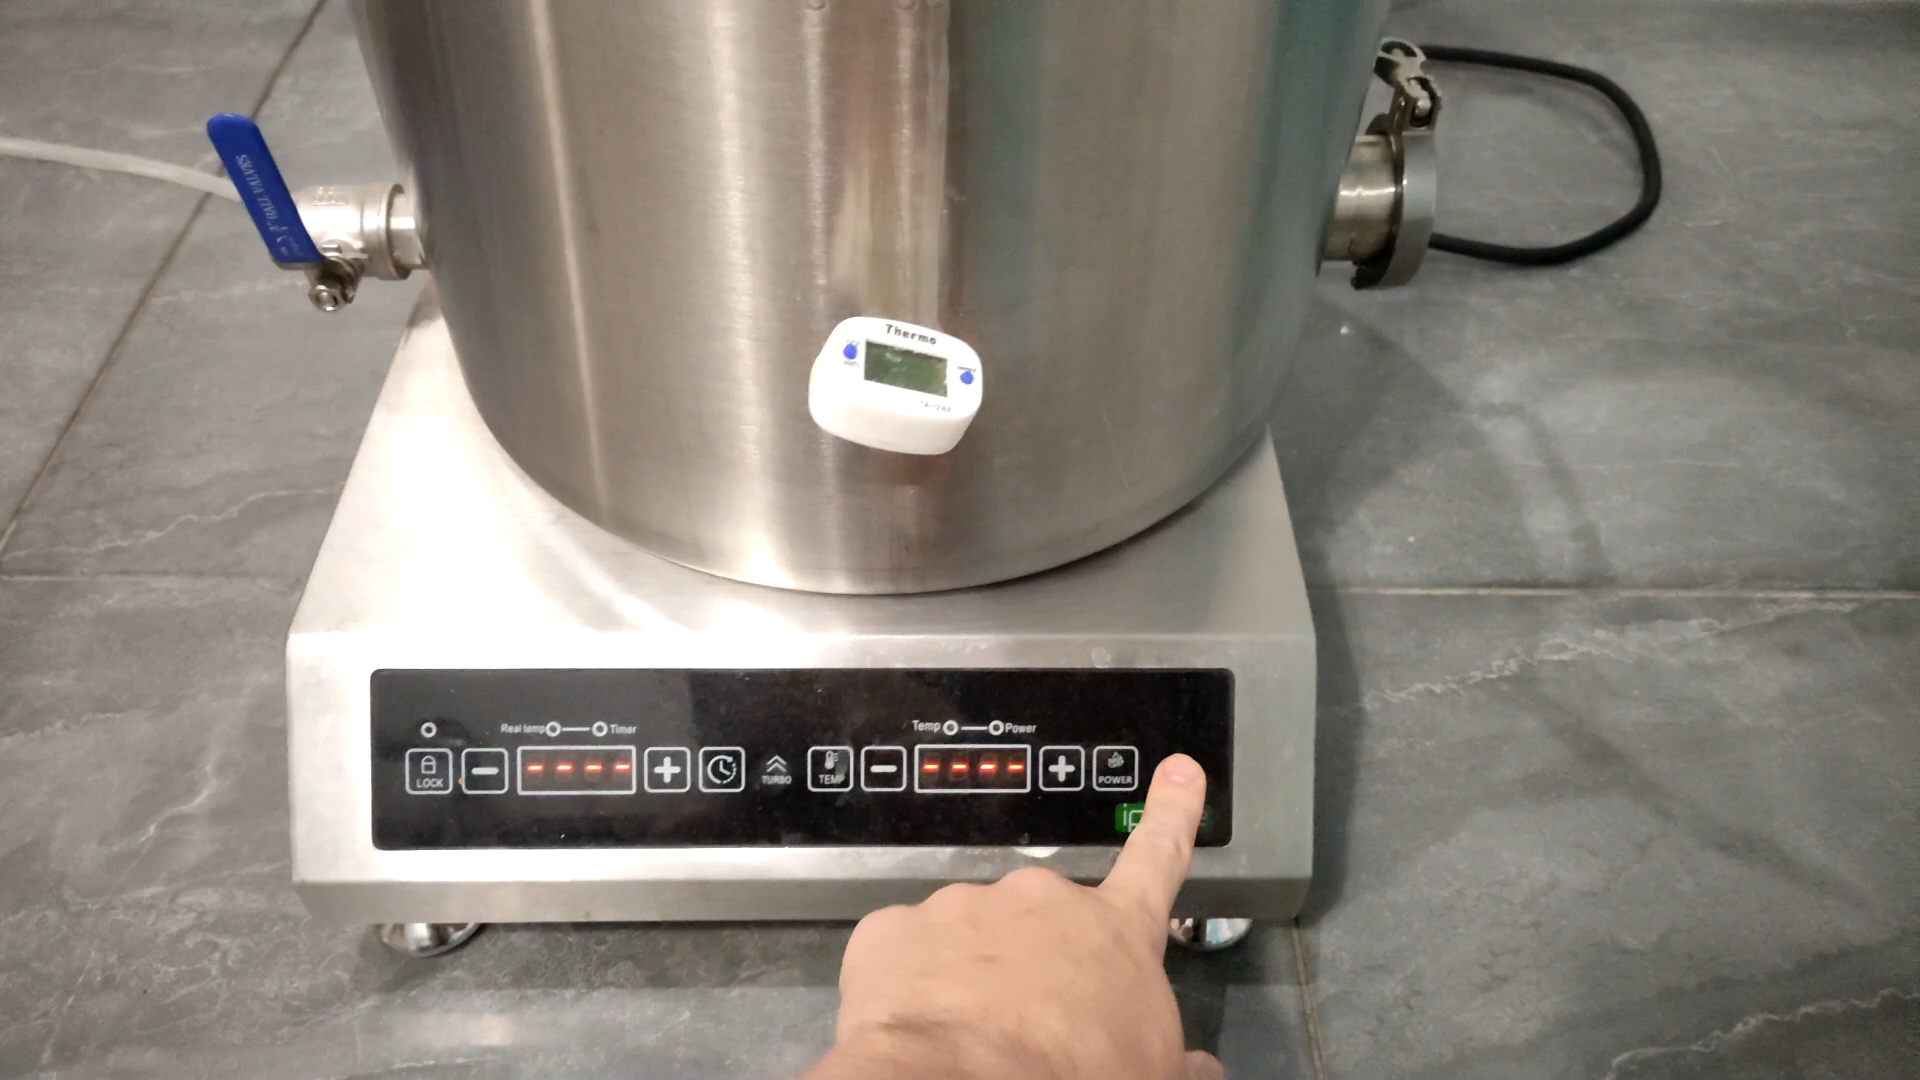 Thermo
BALL VALVES
Real temp
Timer
Temp
Power
LOCK
----
TURBO
TEMP
----
POWER